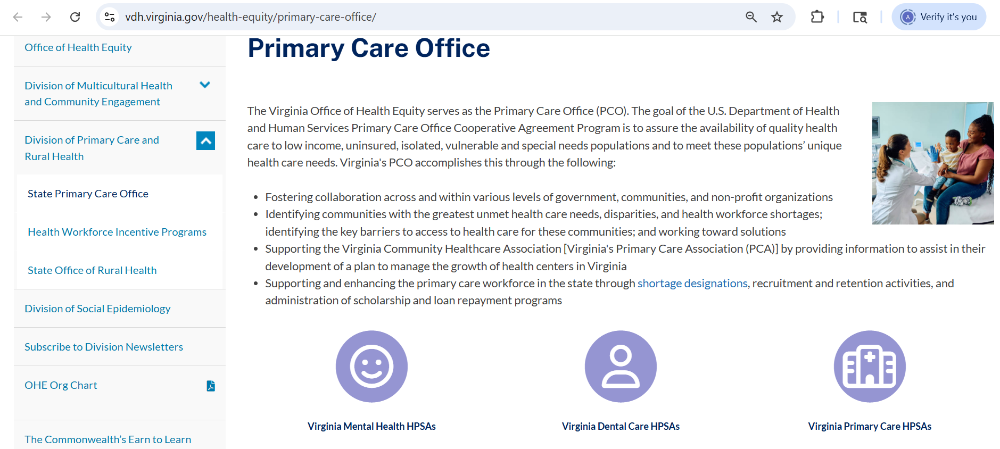 vdh.virginia.gov/health-equity/primary-care-office/
A
Verify it's you
Office of Health Equity
Division of Multicultural Health
and Community Engagement
Division of Primary Care and
Rural Health
State Primary Care Office
Health Workforce Incentive Programs
State Office of Rural Health
Division of Social Epidemiology
Subscribe to Division Newsletters
OHE Org Chart
The Commonwealth’s Earn to Learn
Primary Care Office
The Virginia Office of Health Equity serves as the Primary Care Office (PCO). The goal of the U.S. Department of Health
and Human Services Primary Care Office Cooperative Agreement Program is to assure the availability of quality health
care to low income, uninsured, isolated, vulnerable and special needs populations and to meet these populations’ unique
health care needs. Virginia's PCO accomplishes this through the following:
• Fostering collaboration across and within various levels of government, communities, and non-profit organizations
• Identifying communities with the greatest unmet health care needs, disparities, and health workforce shortages;
identifying the key barriers to access to health care for these communities; and working toward solutions
• Supporting the Virginia Community Healthcare Association [Virginia's Primary Care Association (PCA)] by providing information to assist in their
development of a plan to manage the growth of health centers in Virginia
• Supporting and enhancing the primary care workforce in the state through shortage designations, recruitment and retention activities, and
administration of scholarship and loan repayment programs
Virginia Mental Health HPSAs
Virginia Dental Care HPSAs
Virginia Primary Care HPSAs